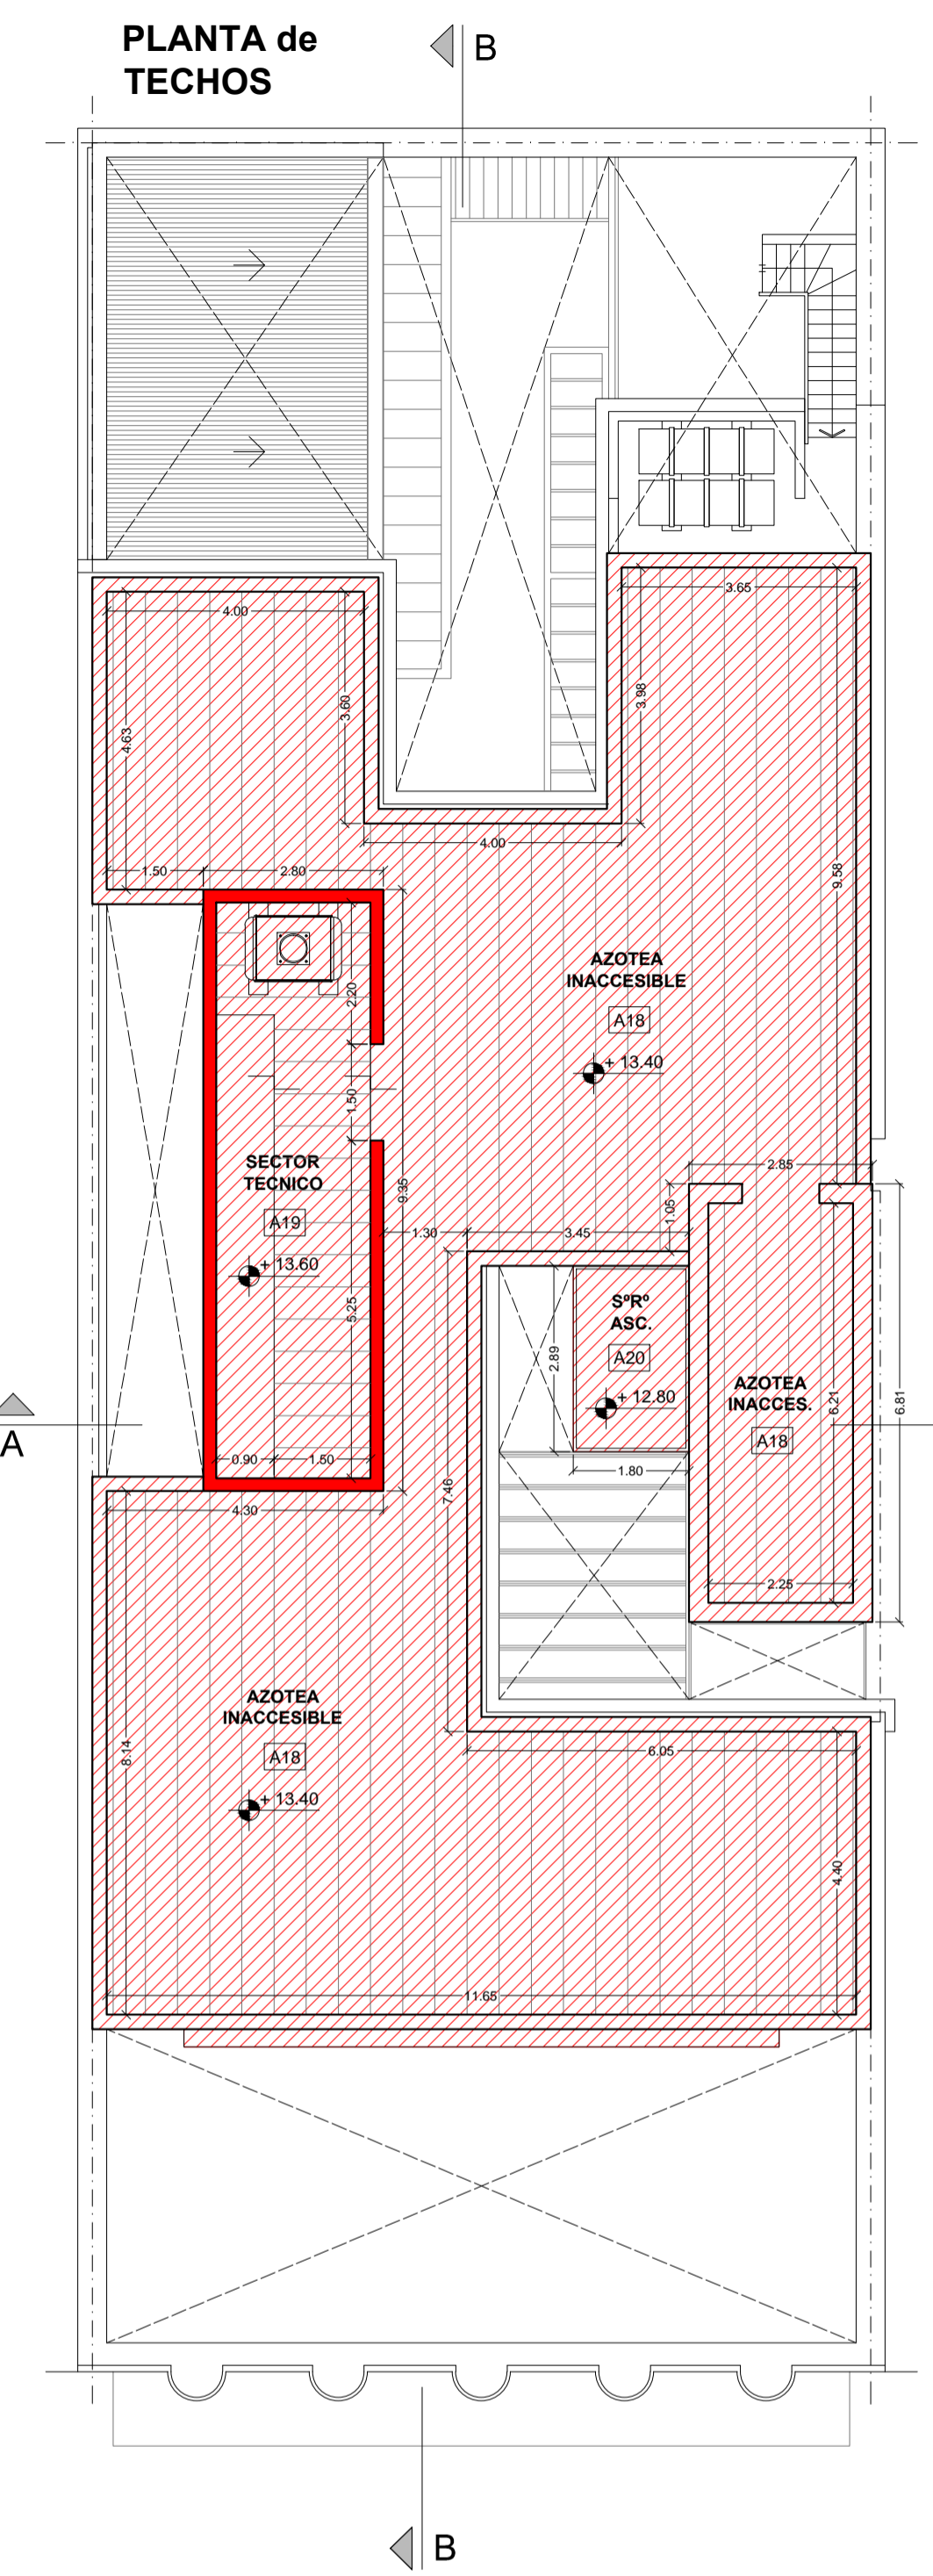 PLANTA de
TECHOS
B
4.00
3.65
4.63
3.60
3.98
4.00
1.50
2.80
9.58
AZOTEA
INACCESIBLE
A18
+ 13.40
2.20
1.50
SECTOR
TECNICO
A19
+ 13.60
9.35
5.25
2.85
1.05
1.30
3.45
SºRº
ASC.
A20
+ 12.80
2.89
AZOTEA
INACCES.
A18
6.21
6.81
A
0.90
1.50
1.80
7.46
4.30
2.25
AZOTEA
INACCESIBLE
A18
+ 13.40
8.14
6.05
4.40
11.65
B